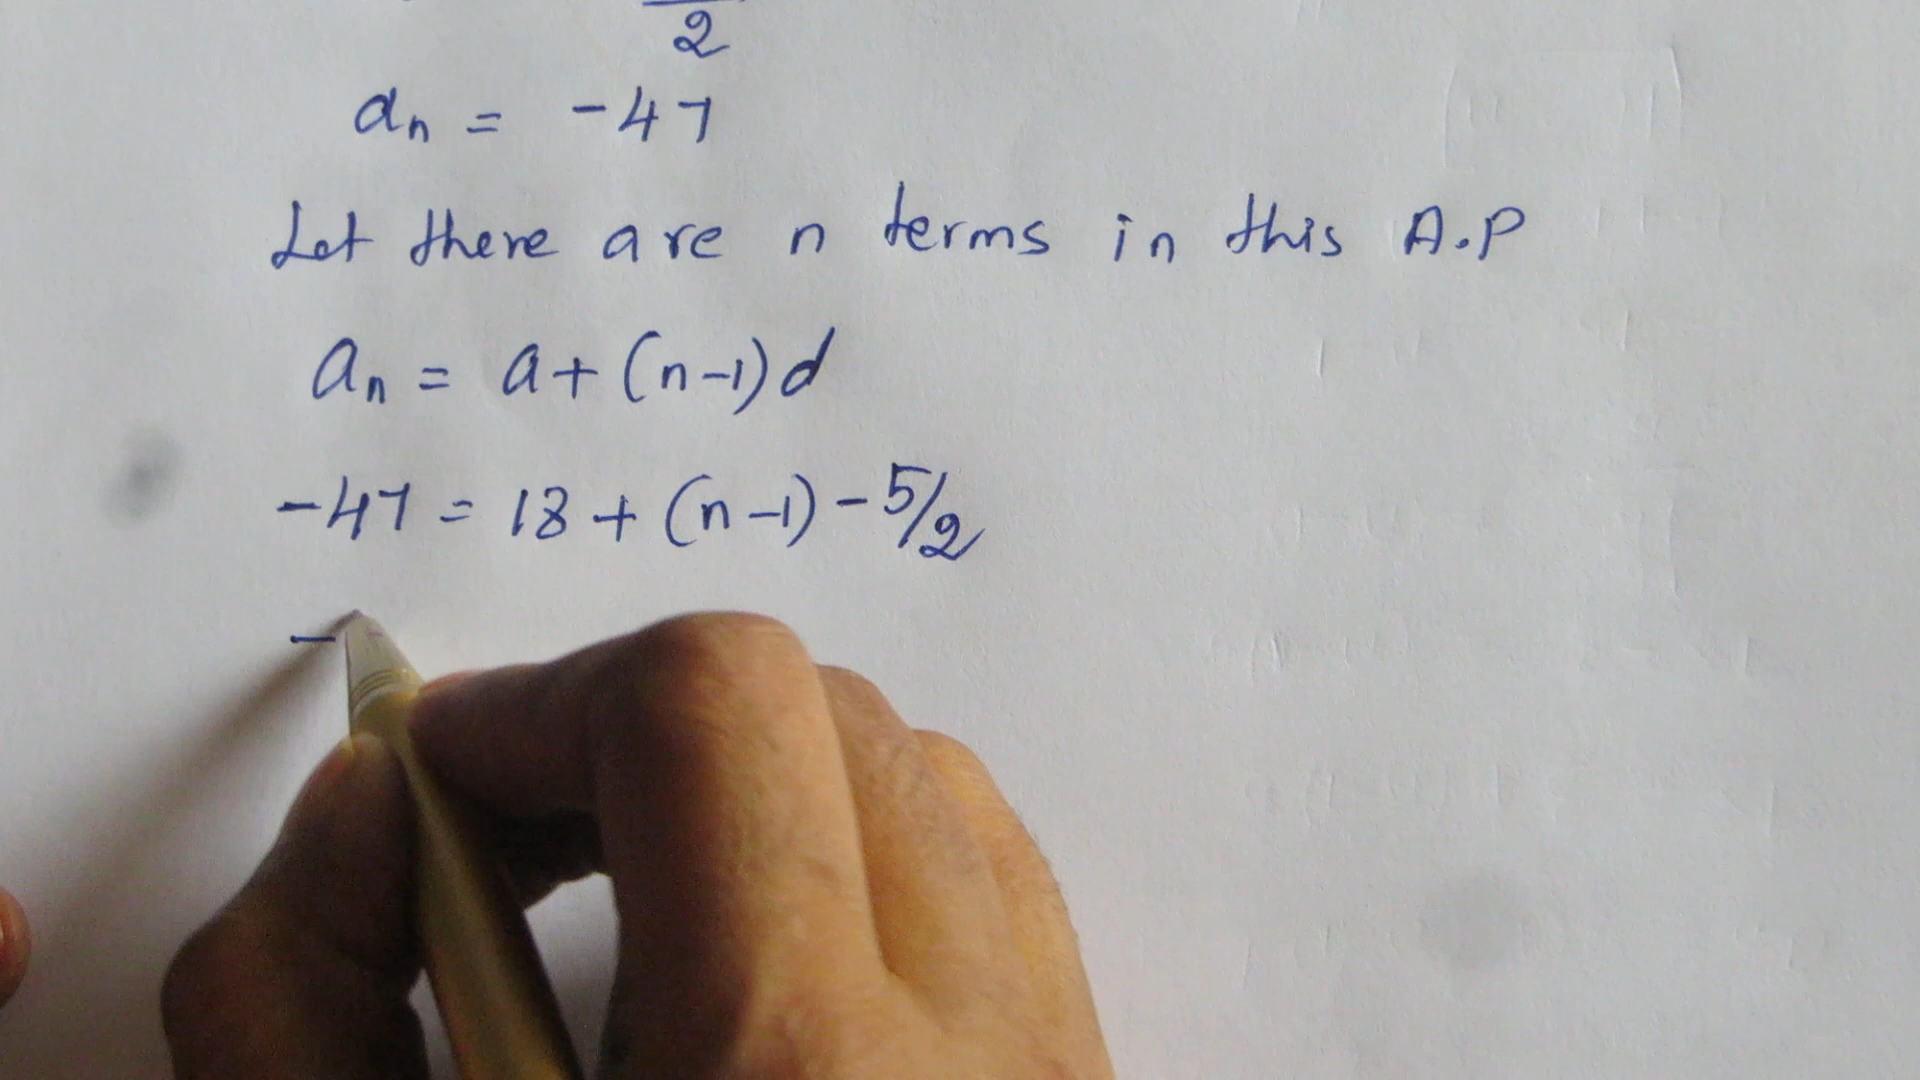 2
an = -47
Let there are n terms in this A.P
an = a + (n-1) d
-47 = 18 + (n-1) - 5/2
-